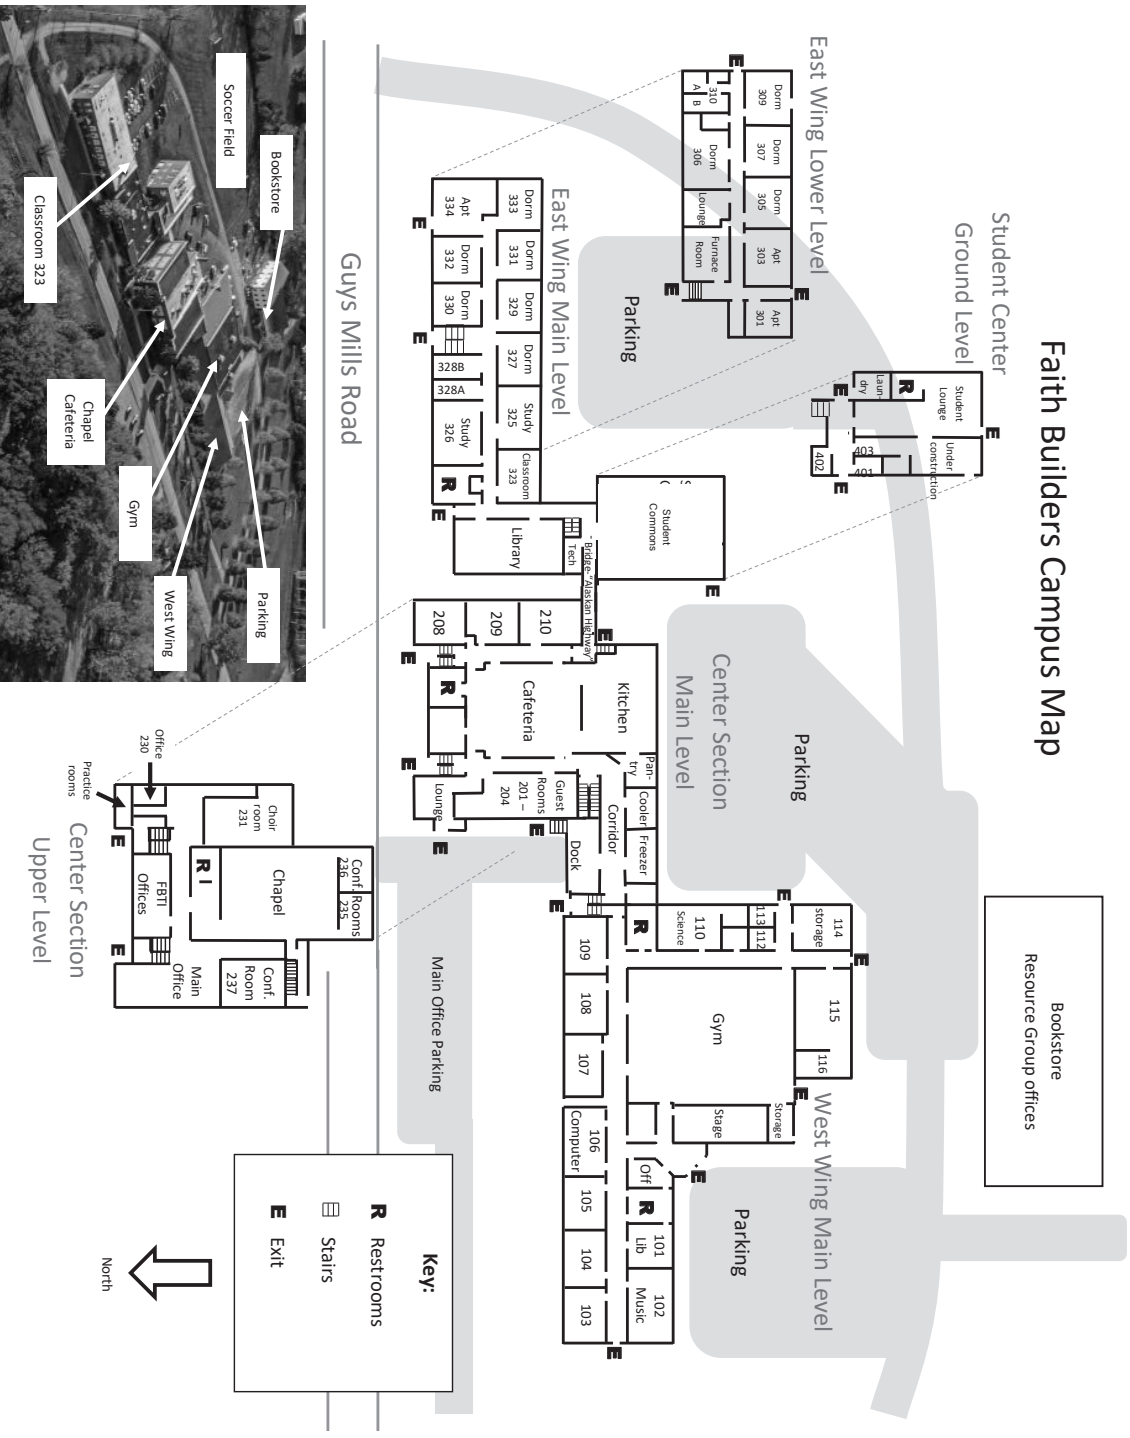 Faith Builders Campus Map
Student Center
Ground Level
Student
Lounge
R
Laun-
dry
Under
construction
403
401
402
E
E
E
East Wing Lower Level
Dorm
309
Dorm
307
Dorm
305
Apt
303
Apt
301
310
A B
Dorm
306
Lounge
Furnace
Room
E
E
E
Parking
East Wing Main Level
Dorm
333
Dorm
331
Dorm
329
Dorm
327
Study
325
Classroom
323
Apt
334
Dorm
332
Dorm
330
328B
328A
Study
326
R
E
E
E
Student
Commons
E
Library
Tech
Bridge-"Alaskan Highway"
Guys Mills Road
Center Section
Main Level
Parking
208
209
210
E
Kitchen
Cafeteria
R
E
E
Pan-
try
Cooler
Freezer
Corridor
Guest
Rooms
201 –
204
Lounge
E
E
Dock
E
Bookstore
Resource Group offices
West Wing Main Level
114
storage
113
112
110
Science
R
E
E
115
116
E
Gym
Storage
Stage
109
108
107
106
Computer
105
104
103
Off
R
101
Lib
102
Music
E
E
Parking
Main Office Parking
Center Section
Upper Level
Office
230
Practice
rooms
Choir
room
231
Chapel
Conf. Rooms
236 235
R
FBTI
Offices
Main
Office
Conf.
Room
237
E
E
Key:
R Restrooms
Stairs
E Exit
North
Soccer Field
Bookstore
Classroom 323
Chapel
Cafeteria
Gym
West Wing
Parking